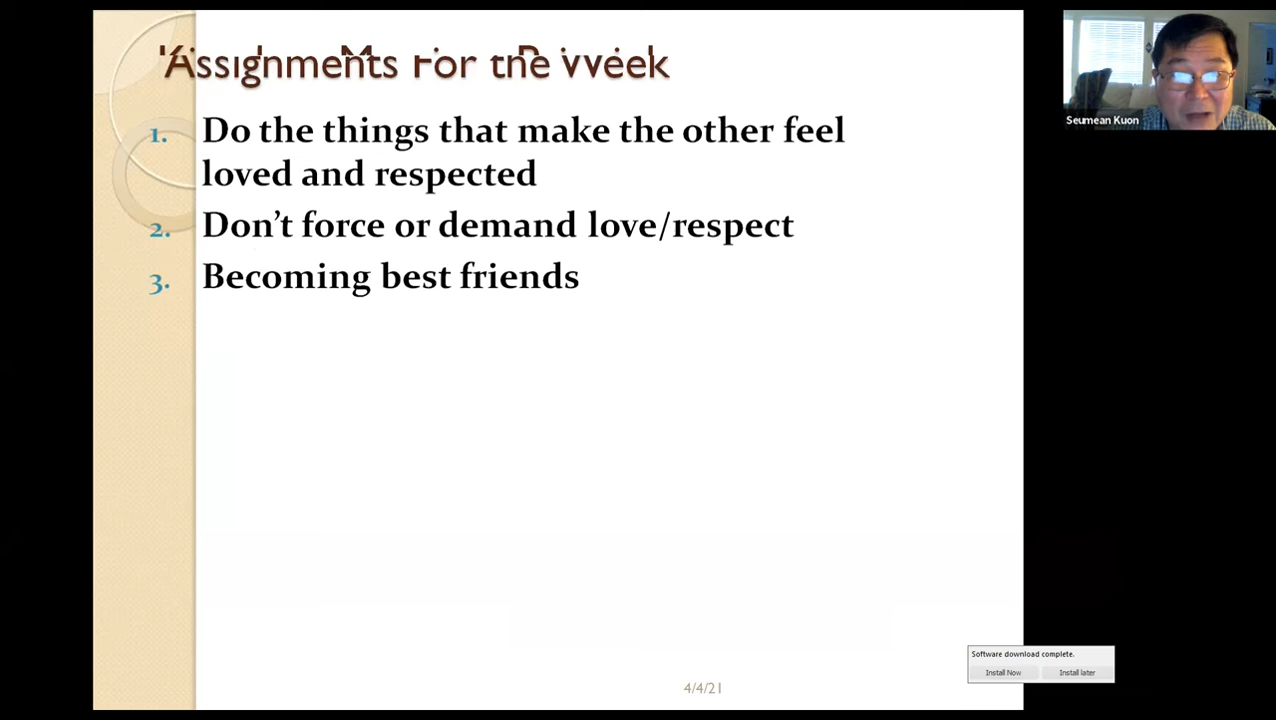 Assignments For the Week
1. Do the things that make the other feel
loved and respected
2. Don't force or demand love/respect
3. Becoming best friends
Seumean Kuon
Software download complete.
Install Now Install later
4/4/21